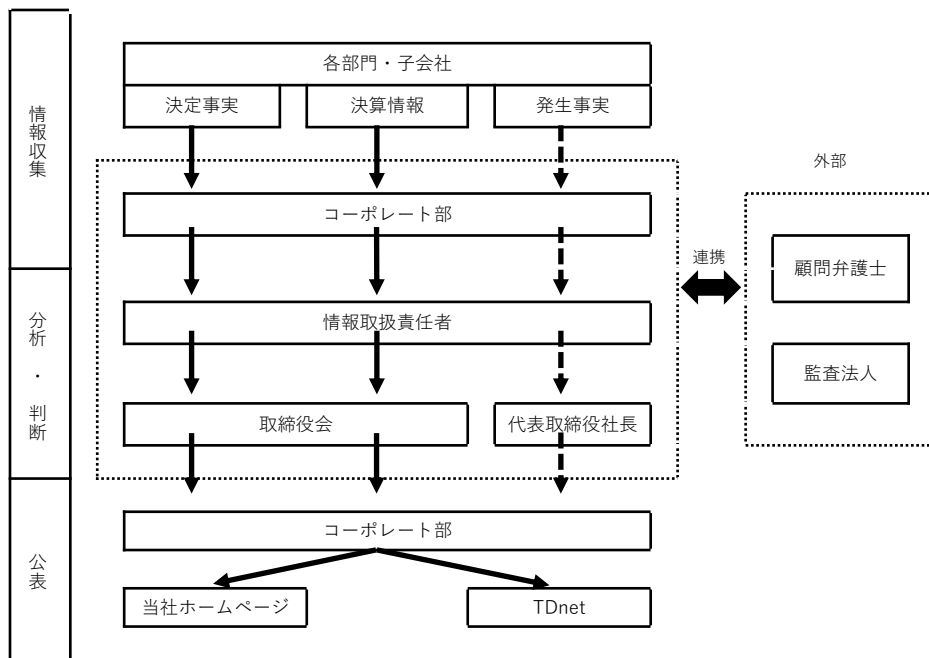 各部門・子会社
決定事実
決算情報
発生事実
情報収集
外部
コーポレート部
連携
顧問弁護士
情報取扱責任者
分析・判断
監査法人
取締役会
代表取締役社長
コーポレート部
公表
当社ホームページ
TDnet